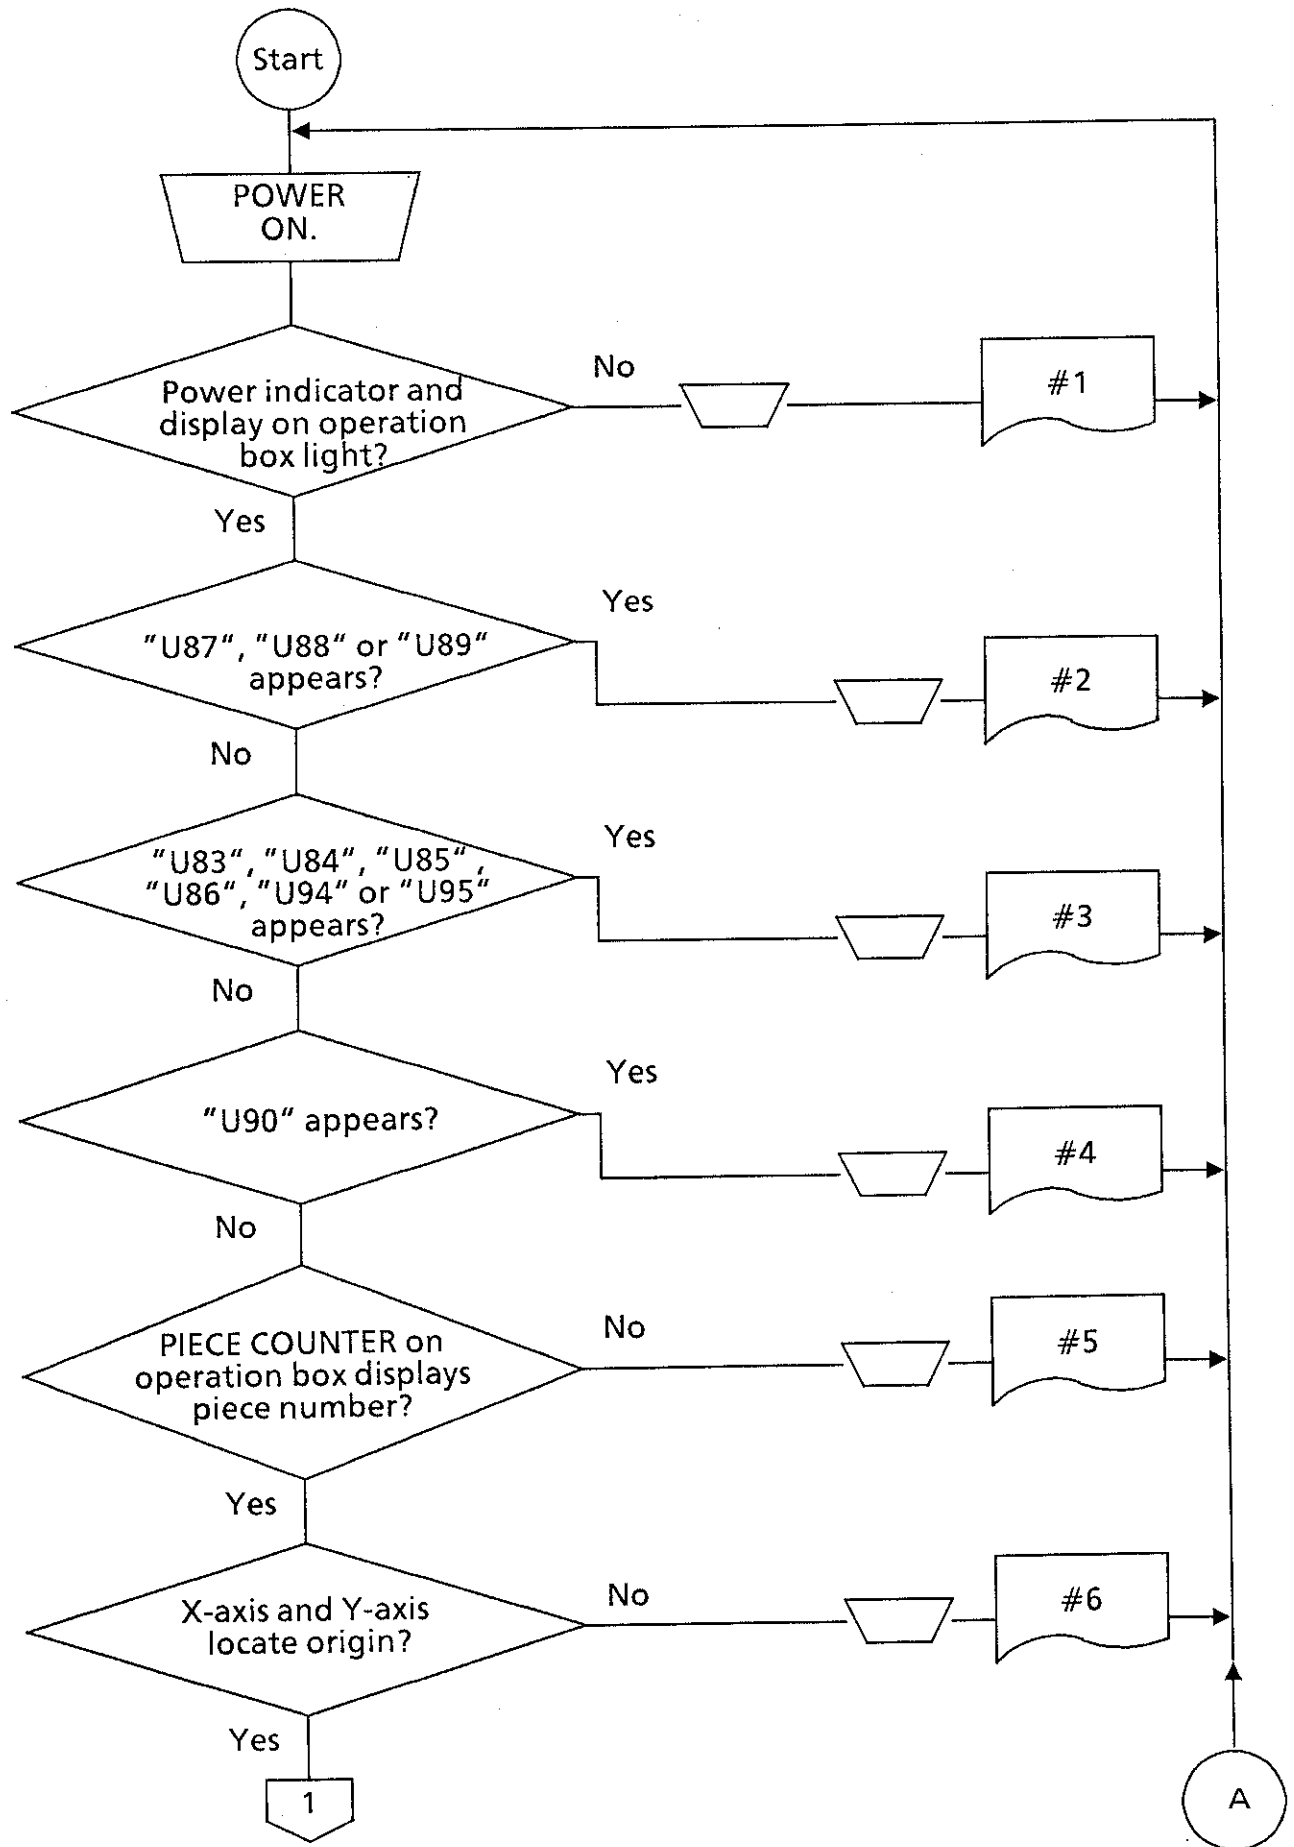 Start
POWER
ON.
Power indicator and
display on operation
box light?
No
#1
Yes
"U87", "U88" or "U89"
appears?
Yes
#2
No
"U83", "U84", "U85",
"U86", "U94" or "U95"
appears?
Yes
#3
No
"U90" appears?
Yes
#4
No
PIECE COUNTER on
operation box displays
piece number?
No
#5
Yes
X-axis and Y-axis
locate origin?
No
#6
Yes
1
A